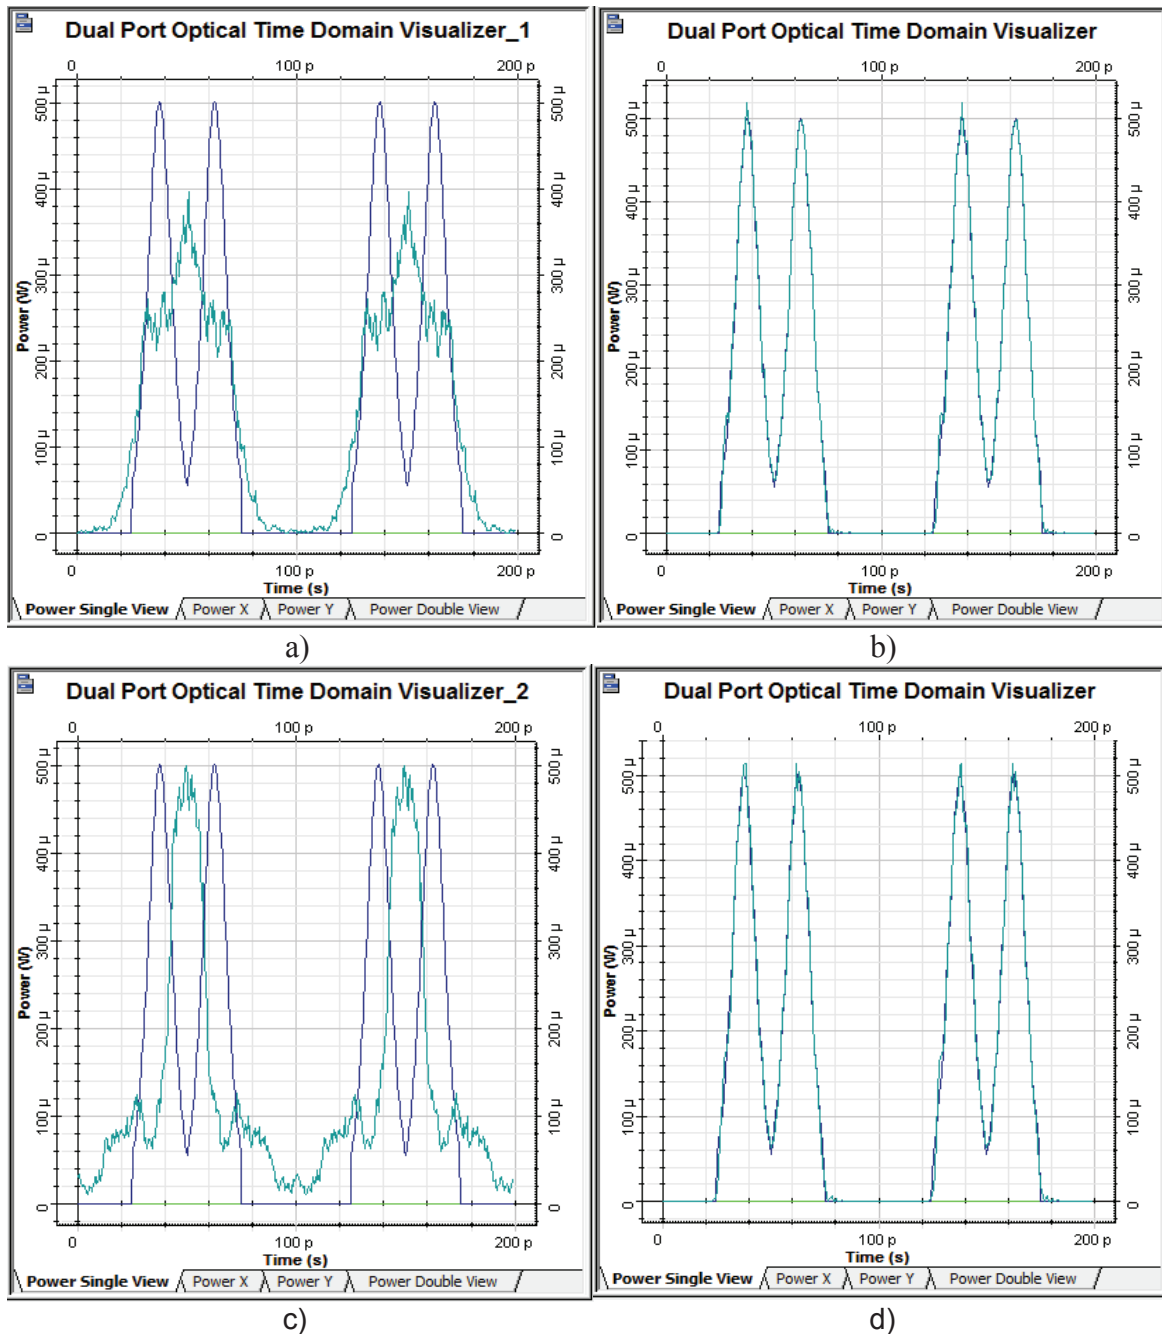 Dual Port Optical Time Domain Visualizer_1
0 100 p 200 p
Power (W)
500 µ 500 µ
400 µ 400 µ
300 µ 300 µ
200 µ 200 µ
100 µ 100 µ
0 0
0 100 p 200 p
Time (s)
Power Single View Power X Power Y Power Double View
a)
Dual Port Optical Time Domain Visualizer
0 100 p 200 p
Power (W)
500 µ 500 µ
400 µ 400 µ
300 µ 300 µ
200 µ 200 µ
100 µ 100 µ
0 0
0 100 p 200 p
Time (s)
Power Single View Power X Power Y Power Double View
b)
Dual Port Optical Time Domain Visualizer_2
0 100 p 200 p
Power (W)
500 µ 500 µ
400 µ 400 µ
300 µ 300 µ
200 µ 200 µ
100 µ 100 µ
0 0
0 100 p 200 p
Time (s)
Power Single View Power X Power Y Power Double View
c)
Dual Port Optical Time Domain Visualizer
0 100 p 200 p
Power (W)
500 µ 500 µ
400 µ 400 µ
300 µ 300 µ
200 µ 200 µ
100 µ 100 µ
0 0
0 100 p 200 p
Time (s)
Power Single View Power X Power Y Power Double View
d)